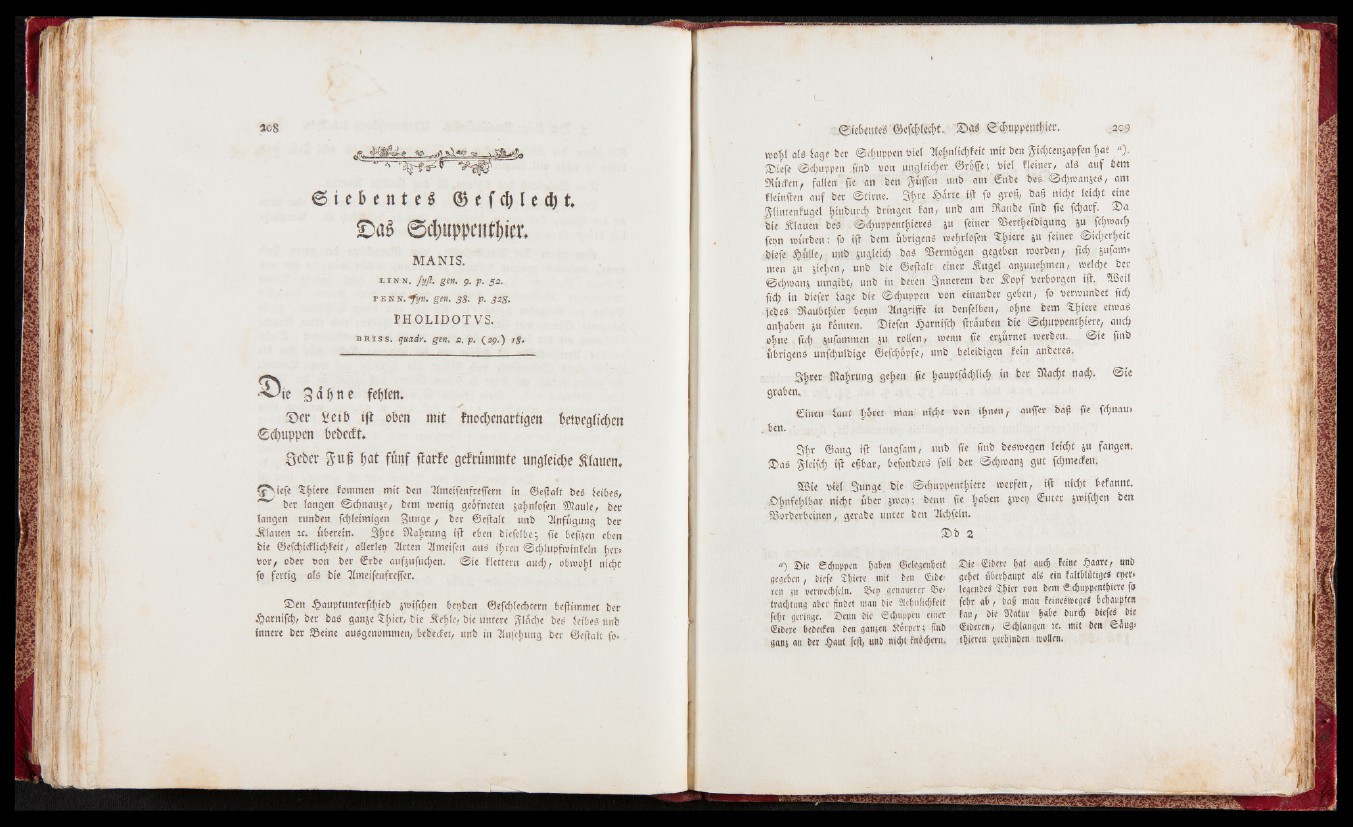 208
Siebentes Geschlecht.
Das Schuppenthier.
MANIS.
LINN. syst. gen. 9. p. 52.
PENN. Syn. gen. 38. p. 328.
PHOLIDOTVS.
BRISS. quadr. gen. 2. p. (29.) 18.
Die Zähne fehlen.
Der Leib ist oben mit knochenartigen beweglichen
Schuppen bedeckt.
Jeder Fuß hat fünf starke gekrümmte ungleiche Klauen.
Diese Thiere kommen mit den Ameisenfressern in Gestalt des Leibes,
der langen Schnauze, dem wenig geöfneten zahnlosen Maule, der
langen runden schleimigen Zunge, der Gestalt und Anfügung der
Klauen ꝛc. überein. Ihre Nahrung ist eben dieselbe; sie besizen eben
die Geschicklichkeit, allerley Arten Ameisen aus ihren Schlupfwinkeln her-
vor, oder von der Erde aufzusuchen. Sie klettern auch, obwohl nicht
so fertig als die Ameisenfresser.
Den Hauptunterschied zwischen beyden Geschlechtern bestimmet der
Harnisch, der das ganze Thier, die Kehle, die untere Fläche des Leibes und
innere der Beine ausgenommen, bedecket, und in Ansehung der Gestalt so-
Siebentes Geschlecht. Das Schuppenthier. 209
wohl als Lage der Schuppen viel Aehnlichkeit mit den Fichtenzapfen hat a).
Diese Schuppen sind von ungleicher Grösse; viel kleiner, als auf dem
Rücken, fallen sie an den Füssen und am Ende des Schwanzes, am
kleinsten auf der Stirne. Ihre Härte ist so groß, daß nicht leicht eine
Flintenkugel hindurch dringen kan, und am Rande sind sie scharf. Da
die Klauen des Schuppenthieres zu seiner Vertheidigung zu schwach
seyn würden: so ist dem übrigens wehrlosen Thiere zu seiner Sicherheit
diese Hülle, und zugleich das Vermögen gegeben worden, sich zusam-
men zu ziehen, und die Gestalt einer Kugel anzunehmen, welche der
Schwanz umgibt, und in deren Innerem der Kopf verborgen ist. Weil
sich in dieser Lage die Schuppen von einander geben, so verwundet sich
jedes Raubthier beym Angriffe in denselben, ohne dem Thiere etwas
anhaben zu können. Diesen Harnisch sträuben die Schuppenthiere, auch
ohne sich zusammen zu rollen, wenn sie erzürnet werden. Sie sind
übrigens unschuldige Geschöpfe, und beleidigen kein anderes.
Ihrer Nahrung gehen sie hauptsächlich in der Nacht nach. Sie
graben.
Einen Laut höret man nicht von ihnen, ausser daß sie schnau-
ben.
Ihr Gang ist langsam, und sie sind deswegen leicht zu fangen.
Das Fleisch ist eßbar, besonders soll der Schwanz gut schmecken.
Wie viel Junge die Schuppenthiere werfen, ist nicht bekannt.
Ohnfehlbar nicht über zwey; denn sie haben zwey Euter zwischen den
Vorderbeinen, gerade unter den Achseln.
Dd 2
a) Die Schuppen haben Gelegenheit
gegeben, diese Thiere mit den Eide-
xen zu verwechseln. Bey genauerer Be-
trachtung aber findet man die Aehnlichkeit
sehr geringe. Denn die Schuppen einer
Eidexe bedecken den ganzen Körper; sind
ganz an der Haut fest, und nicht knöchern.
Die Eidexe hat auch keine Haare, und
gehet überhaupt als ein kaltblütiges eyer-
legendes Thier von dem Schuppenthiere so
sehr ab, daß man keinesweges behaupten
kan, die Natur habe durch dieses die
Eidexen, Schlangen ꝛc. mit den Säug-
thieren verbinden wollen.